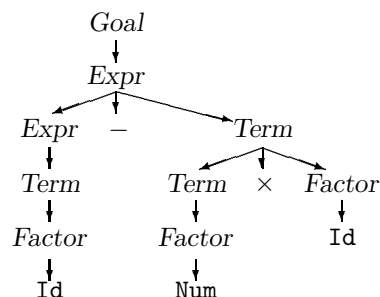 Goal
Expr
Expr − Term
Term Term × Factor
Factor Factor Id
Id Num